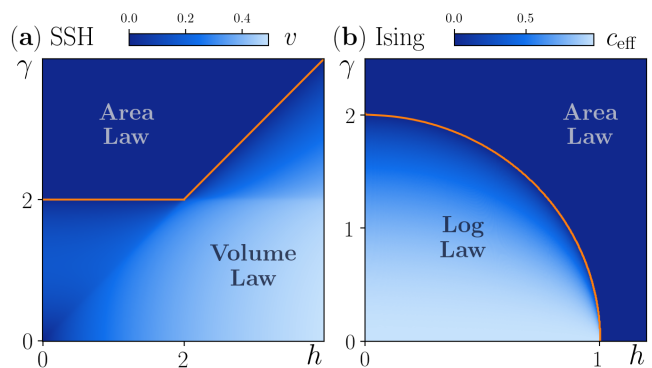 (a) SSH
0.0 0.2 0.4 v
(b) Ising
0.0 0.5 c_eff
γ
Area
Law
2
Volume
Law
0
0 2 h
γ
Area
Law
2
1
Log
Law
0
0 1 h